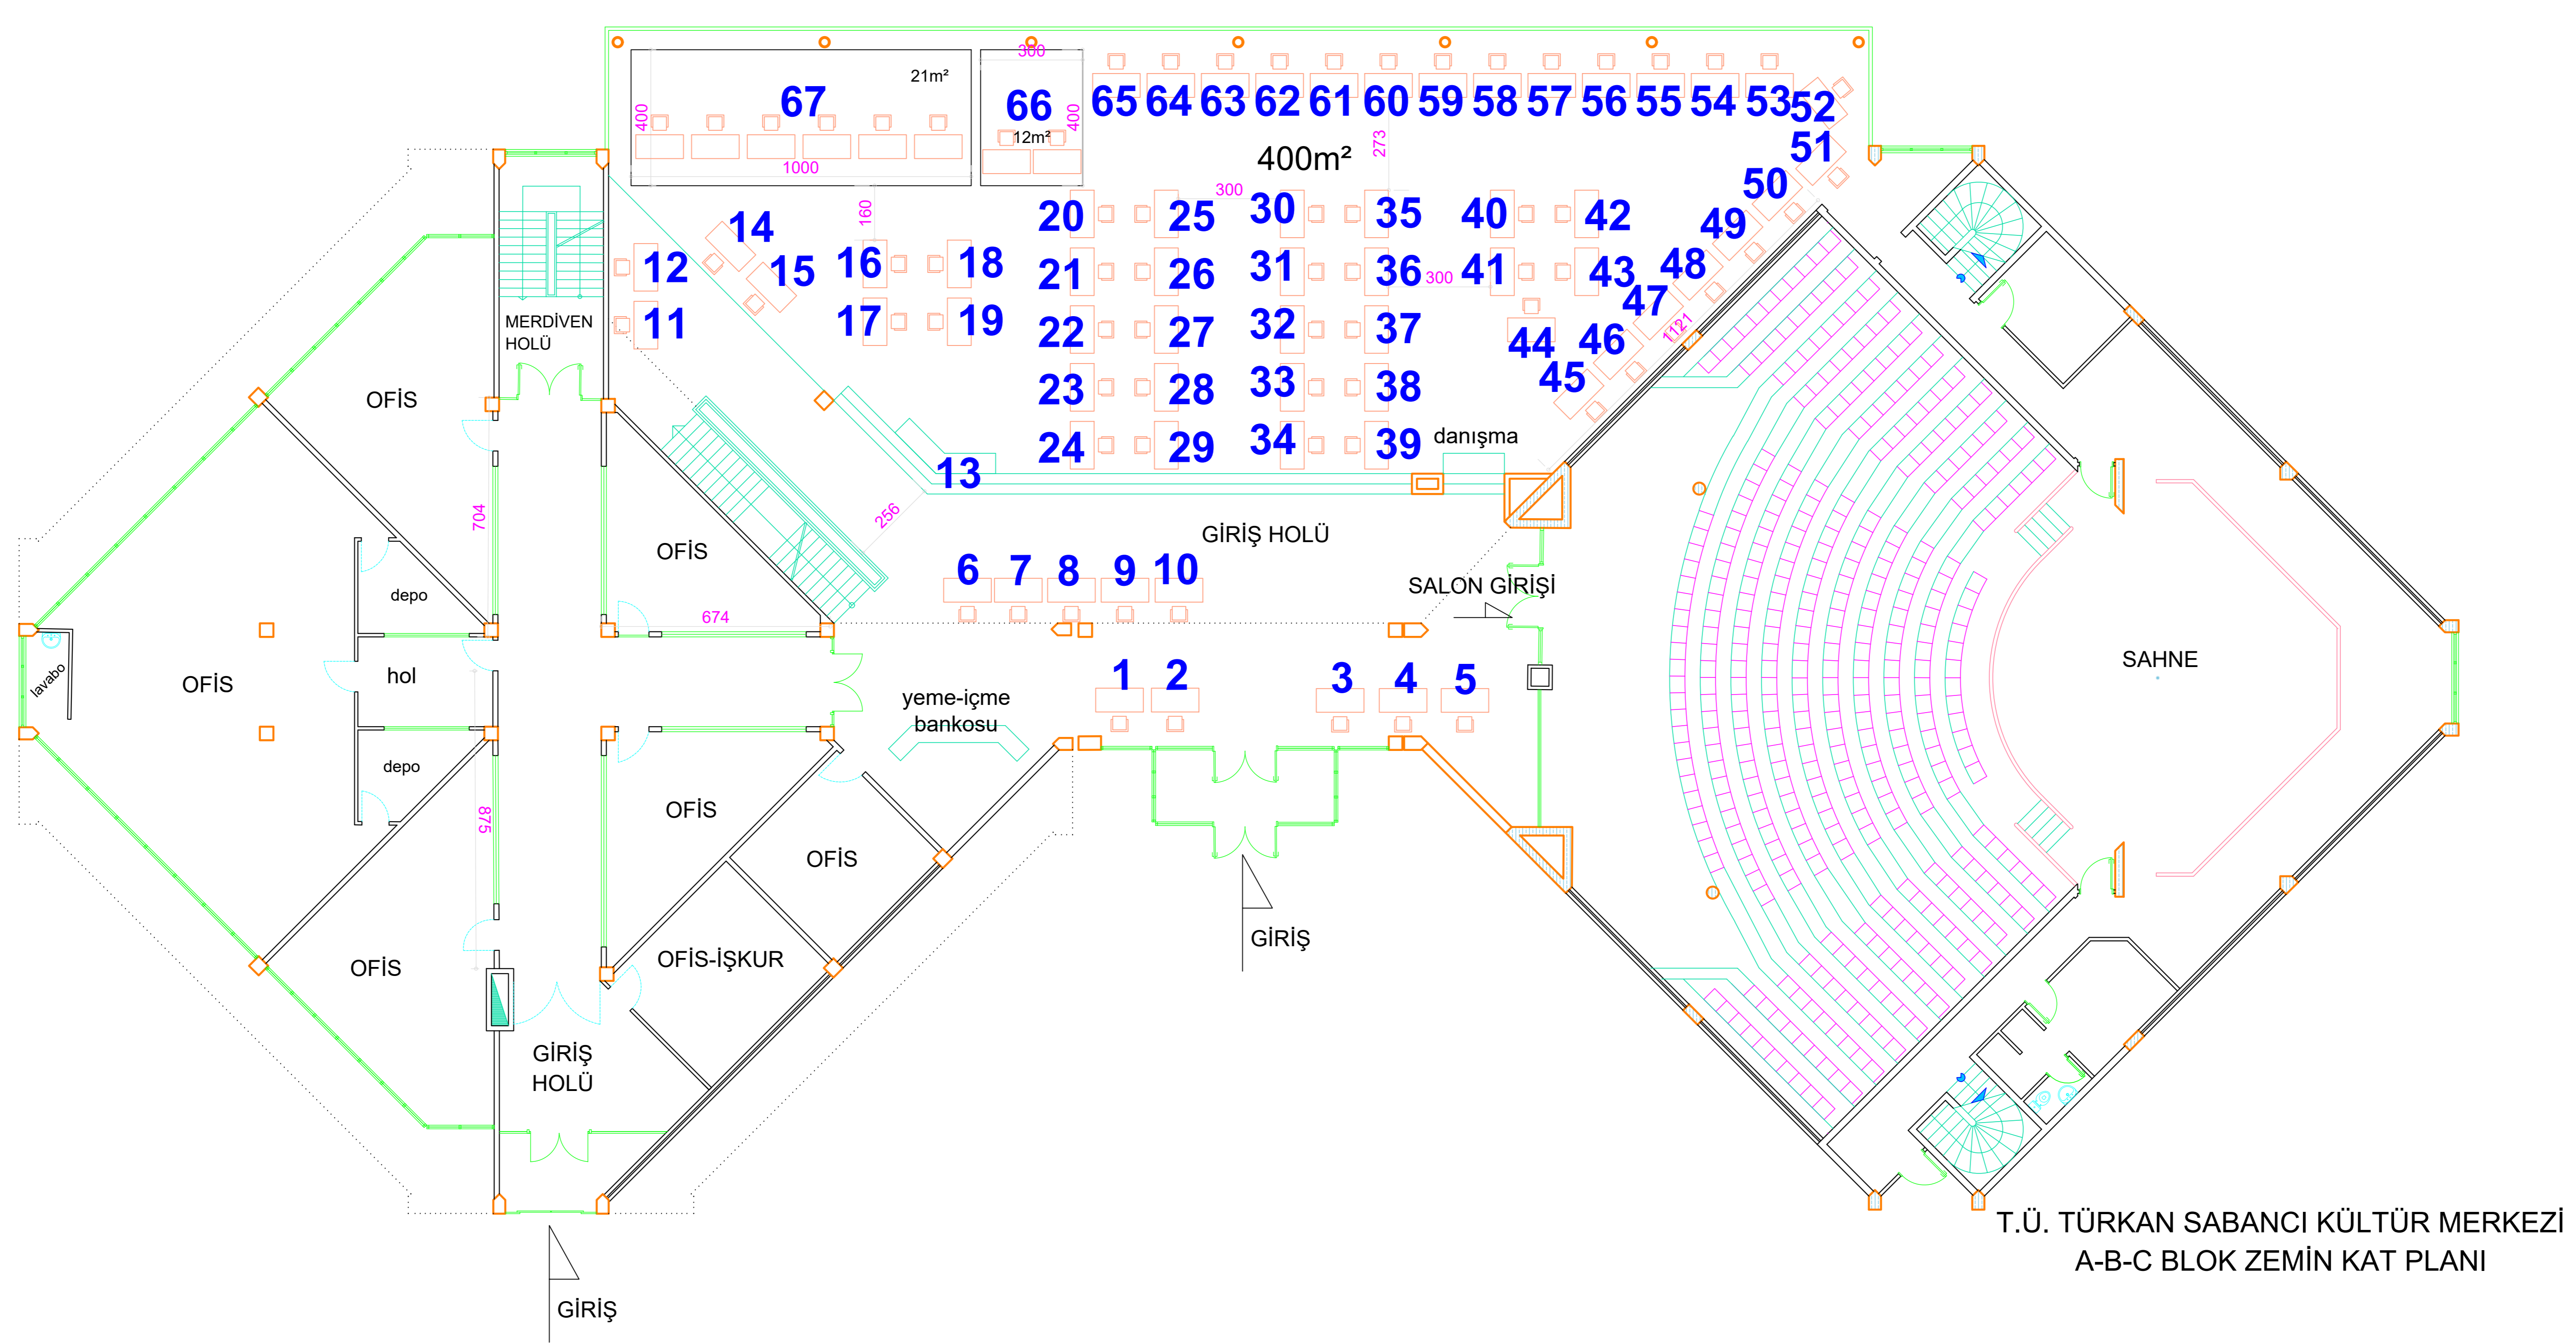 300
21m²
67
66
400
400
12m²
1000
65 64 63 62 61 60 59 58 57 56 55 54 53 52
51
50
49
48
47
46
45
400m²
273
300
160
14
15
12
11
16 18
17 19
20 25 30 35 40 42
21 26 31 36 41 43
22 27 32 37
23 28 33 38
24 29 34 39
300
44
1121
danışma
13
256
MERDİVEN
HOLÜ
OFİS
704
OFİS
depo
674
lavabo
OFİS
hol
depo
875
OFİS
OFİS
OFİS
OFİS-İŞKUR
GİRİŞ
HOLÜ
GİRİŞ
GİRİŞ HOLÜ
6 7 8 9 10
SALON GİRİŞİ
1 2 3 4 5
yeme-içme
bankosu
GİRİŞ
SAHNE
T.Ü. TÜRKAN SABANCI KÜLTÜR MERKEZİ
A-B-C BLOK ZEMİN KAT PLANI